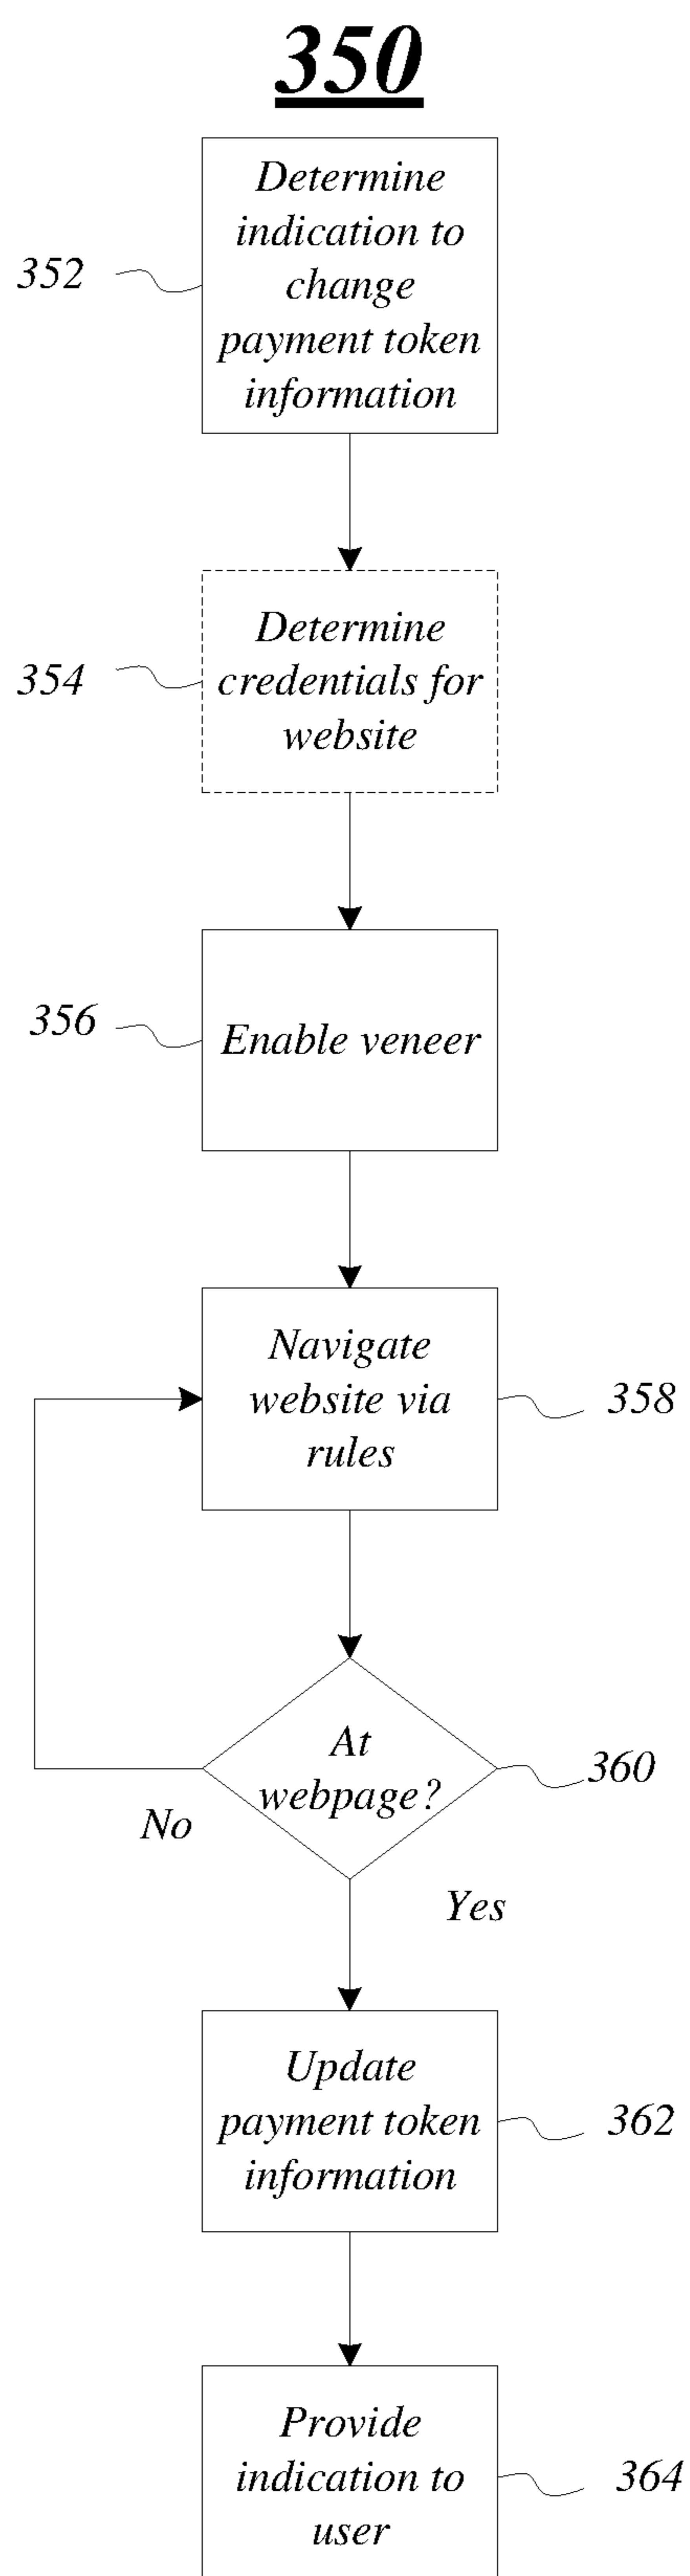 350
352
Determine
indication to
change
payment token
information
354
Determine
credentials for
website
356
Enable veneer
Navigate
website via
rules
358
At
webpage?
360
No
Yes
Update
payment token
information
362
Provide
indication to
user
364